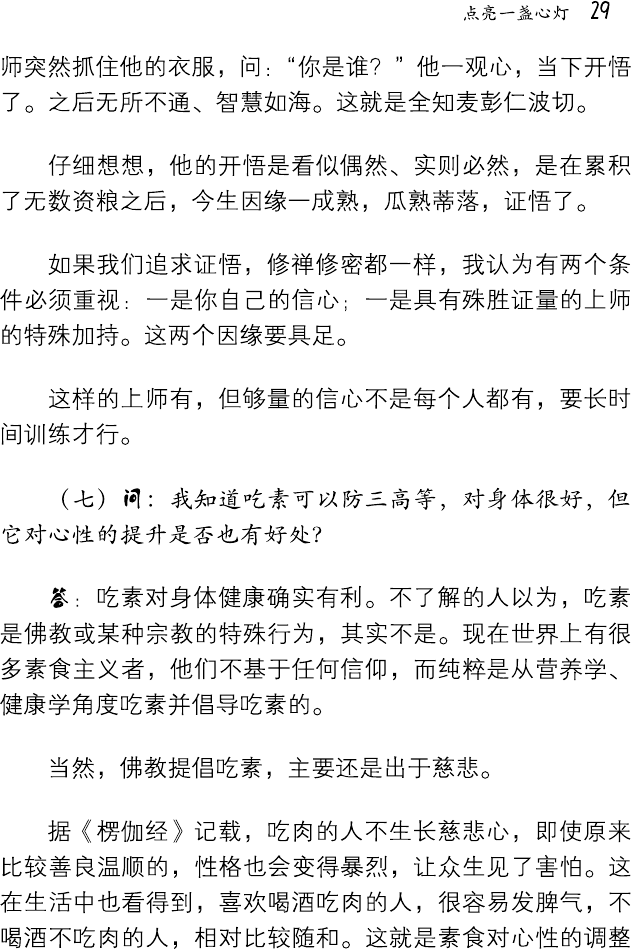 点亮一盏心灯 29
师突然抓住他的衣服，问：“你是谁？”他一观心，当下开悟
了。之后无所不通、智慧如海。这就是全知麦彭仁波切。
仔细想想，他的开悟是看似偶然、实则必然，是在累积
了无数资粮之后，今生因缘一成熟，瓜熟蒂落，证悟了。
如果我们追求证悟，修禅修密都一样，我认为有两个条
件必须重视：一是你自己的信心；一是具有殊胜证量的上师
的特殊加持。这两个因缘要具足。
这样的上师有，但够量的信心不是每个人都有，要长时
间训练才行。
（七）问：我知道吃素可以防三高等，对身体很好，但
它对心性的提升是否也有好处？
答：吃素对身体健康确实有利。不了解的人以为，吃素
是佛教或某种宗教的特殊行为，其实不是。现在世界上有很
多素食主义者，他们不基于任何信仰，而纯粹是从营养学、
健康学角度吃素并倡导吃素的。
当然，佛教提倡吃素，主要还是出于慈悲。
据《楞伽经》记载，吃肉的人不生长慈悲心，即使原来
比较善良温顺的，性格也会变得暴烈，让众生见了害怕。这
在生活中也看得到，喜欢喝酒吃肉的人，很容易发脾气，不
喝酒不吃肉的人，相对比较随和。这就是素食对心性的调整